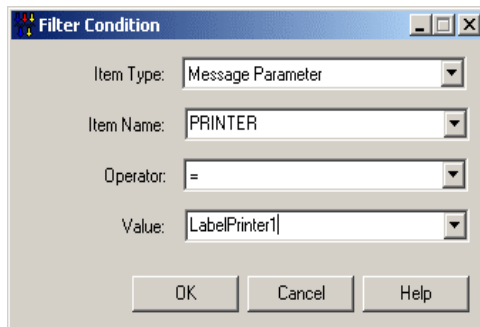 Filter Condition
Item Type: Message Parameter
Item Name: PRINTER
Operator: =
Value: LabelPrinter1
OK Cancel Help